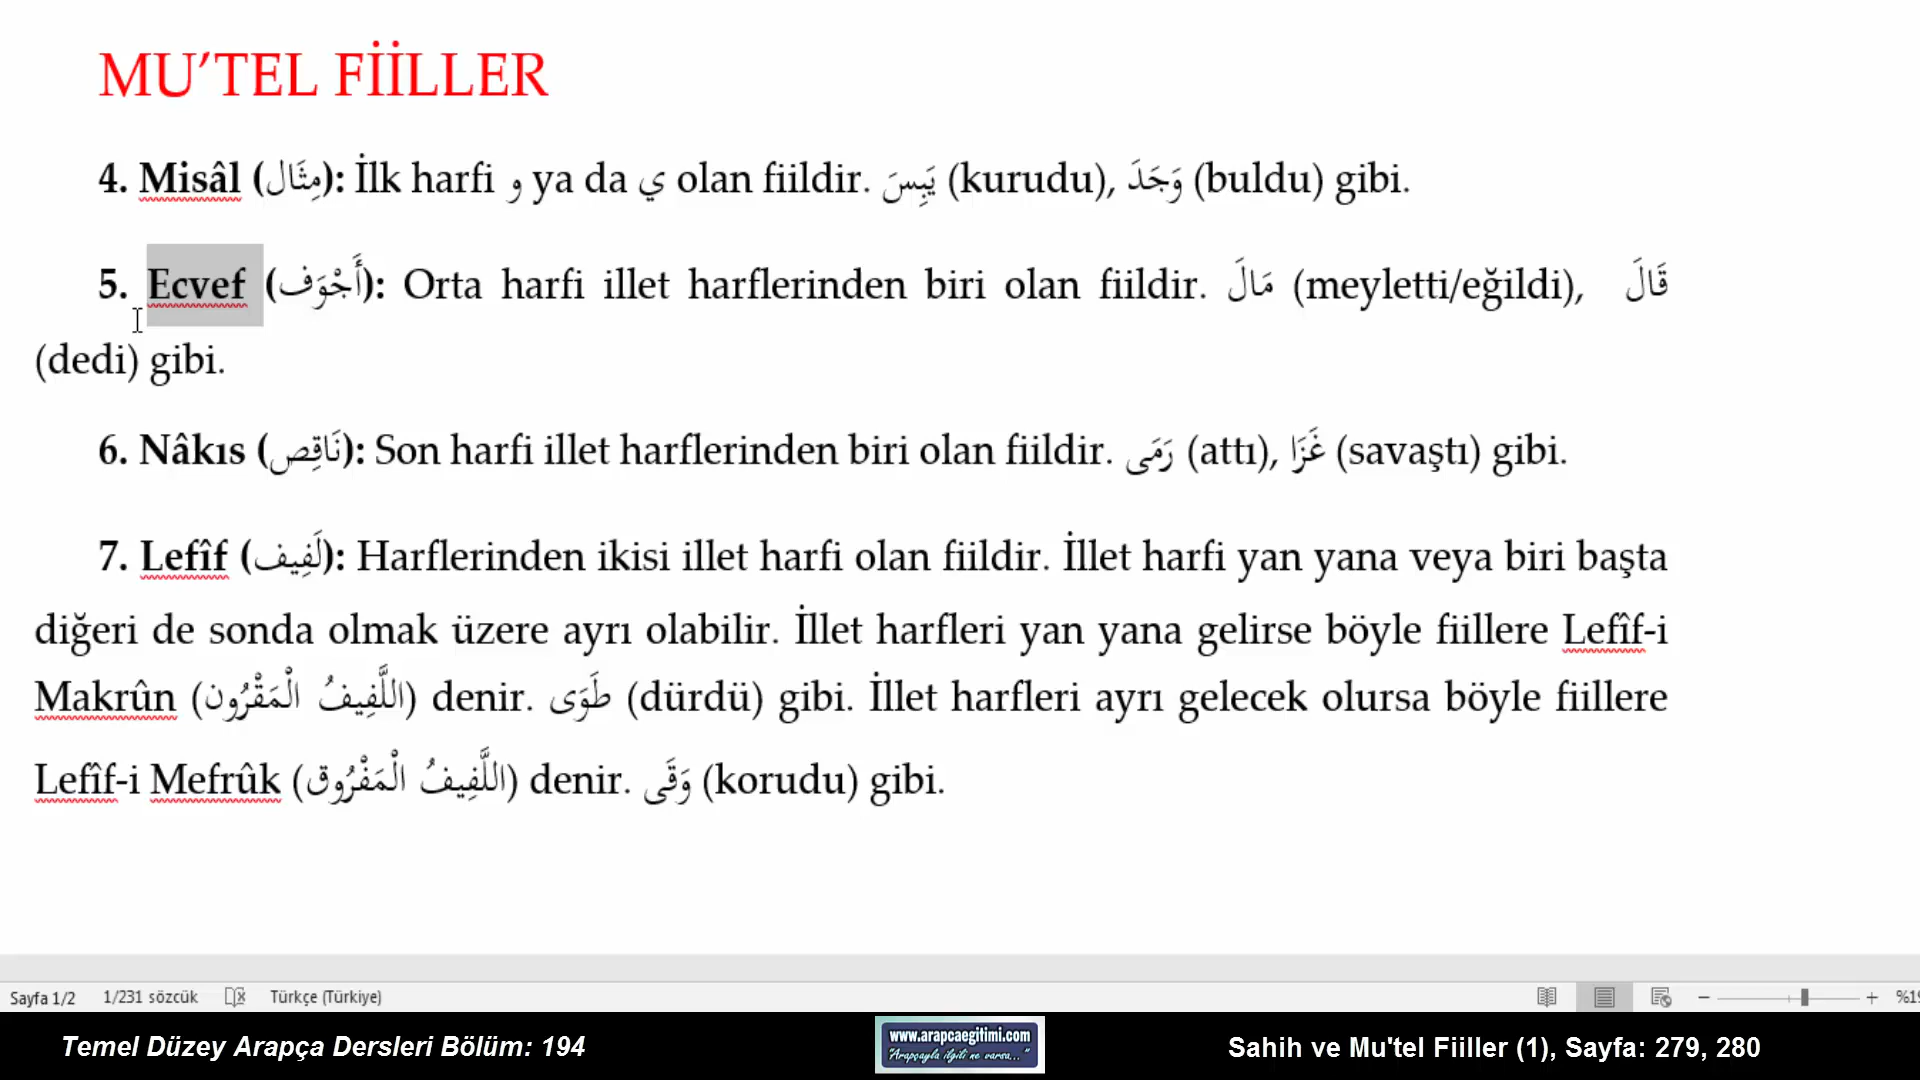 MU’TEL FİİLLER
4. Misâl (مِثَال): İlk harfi و ya da ي olan fiildir. يَبِسَ (kurudu), وَجَدَ (buldu) gibi.
5. Ecvef (أَجْوَف): Orta harfi illet harflerinden biri olan fiildir. مَالَ (meyletti/eğildi), قَالَ
(dedi) gibi.
6. Nâkıs (نَاقِص): Son harfi illet harflerinden biri olan fiildir. رَمَى (attı), غَزَا (savaştı) gibi.
7. Lefîf (لَفِيف): Harflerinden ikisi illet harfi olan fiildir. İllet harfi yan yana veya biri başta
diğeri de sonda olmak üzere ayrı olabilir. İllet harfleri yan yana gelirse böyle fiillere Lefîf-i
Makrûn (اللَّفِيفُ الْمَقْرُون) denir. طَوَى (dürdü) gibi. İllet harfleri ayrı gelecek olursa böyle fiillere
Lefîf-i Mefrûk (اللَّفِيفُ الْمَفْرُوق) denir. وَقَى (korudu) gibi.
Sayfa 1/2 1/231 sözcük Türkçe (Türkiye) %19
Temel Düzey Arapça Dersleri Bölüm: 194
www.arapcaegitimi.com
"Arapçayla ilgili ne varsa..."
Sahih ve Mu'tel Fiiller (1), Sayfa: 279, 280